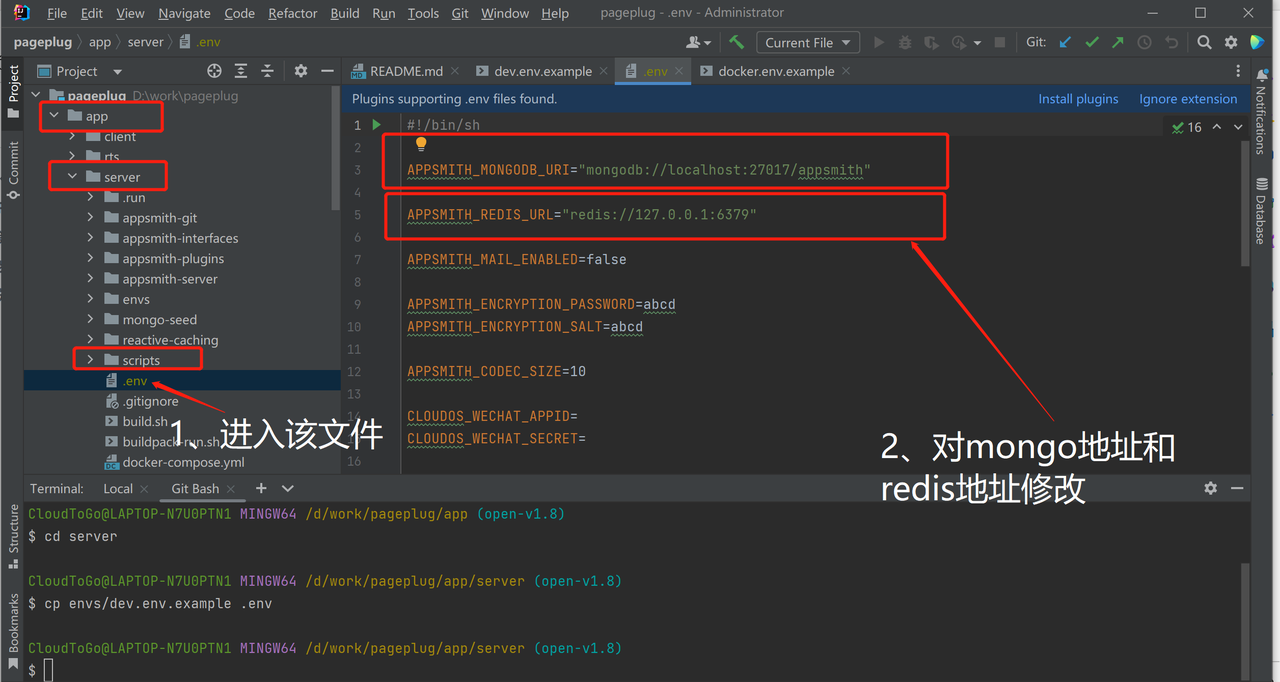 File Edit View Navigate Code Refactor Build Run Tools Git Window Help pageplug - .env - Administrator
pageplug app server .env Current File Git:
Project README.md dev.env.example .env docker.env.example
Project
Commit
Structure
Bookmarks
Notifications
Database
pageplug D:\work\pageplug
app
client
rts
server
.run
appsmith-git
appsmith-interfaces
appsmith-plugins
appsmith-server
envs
mongo-seed
reactive-caching
scripts
.env
.gitignore
build.sh
buildpack-run.sh
docker-compose.yml
1、进入该文件
Plugins supporting .env files found. Install plugins Ignore extension
16
1 #!/bin/sh
2
3 APPSMITH_MONGODB_URI="mongodb://localhost:27017/appsmith"
4
5 APPSMITH_REDIS_URL="redis://127.0.0.1:6379"
6
7 APPSMITH_MAIL_ENABLED=false
8
9 APPSMITH_ENCRYPTION_PASSWORD=abcd
10 APPSMITH_ENCRYPTION_SALT=abcd
11
12 APPSMITH_CODEC_SIZE=10
13
14 CLOUDOS_WECHAT_APPID=
CLOUDOS_WECHAT_SECRET=
16
2、对mongo地址和
redis地址修改
Terminal: Local Git Bash
CloudToGo@LAPTOP-N7U0PTN1 MINGW64 /d/work/pageplug/app (open-v1.8)
$ cd server
CloudToGo@LAPTOP-N7U0PTN1 MINGW64 /d/work/pageplug/app/server (open-v1.8)
$ cp envs/dev.env.example .env
CloudToGo@LAPTOP-N7U0PTN1 MINGW64 /d/work/pageplug/app/server (open-v1.8)
$